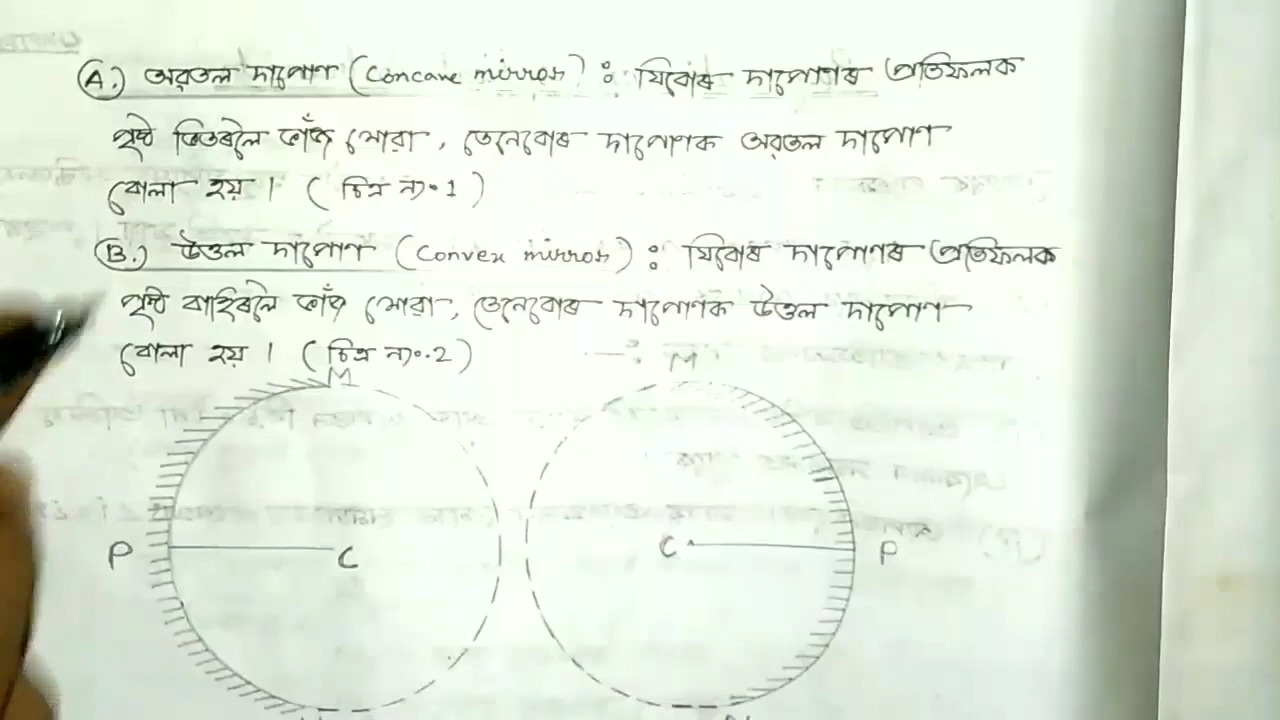 (A.) অৱতল দাপোণ (Concave mirror) : যিবোৰ দাপোণৰ প্ৰতিফলক
পৃষ্ঠ ভিতৰলৈ ভাঁজ খোৱা, তেনেবোৰ দাপোণক অৱতল দাপোণ
বোলা হয় । (চিত্ৰ নং.1)
(B.) উত্তল দাপোণ (Convex mirror) : যিবোৰ দাপোণৰ প্ৰতিফলক
পৃষ্ঠ বাহিৰলৈ ভাঁজ খোৱা, তেনেবোৰ দাপোণক উত্তল দাপোণ
বোলা হয় । (চিত্ৰ নং.2)
M M
P C C P